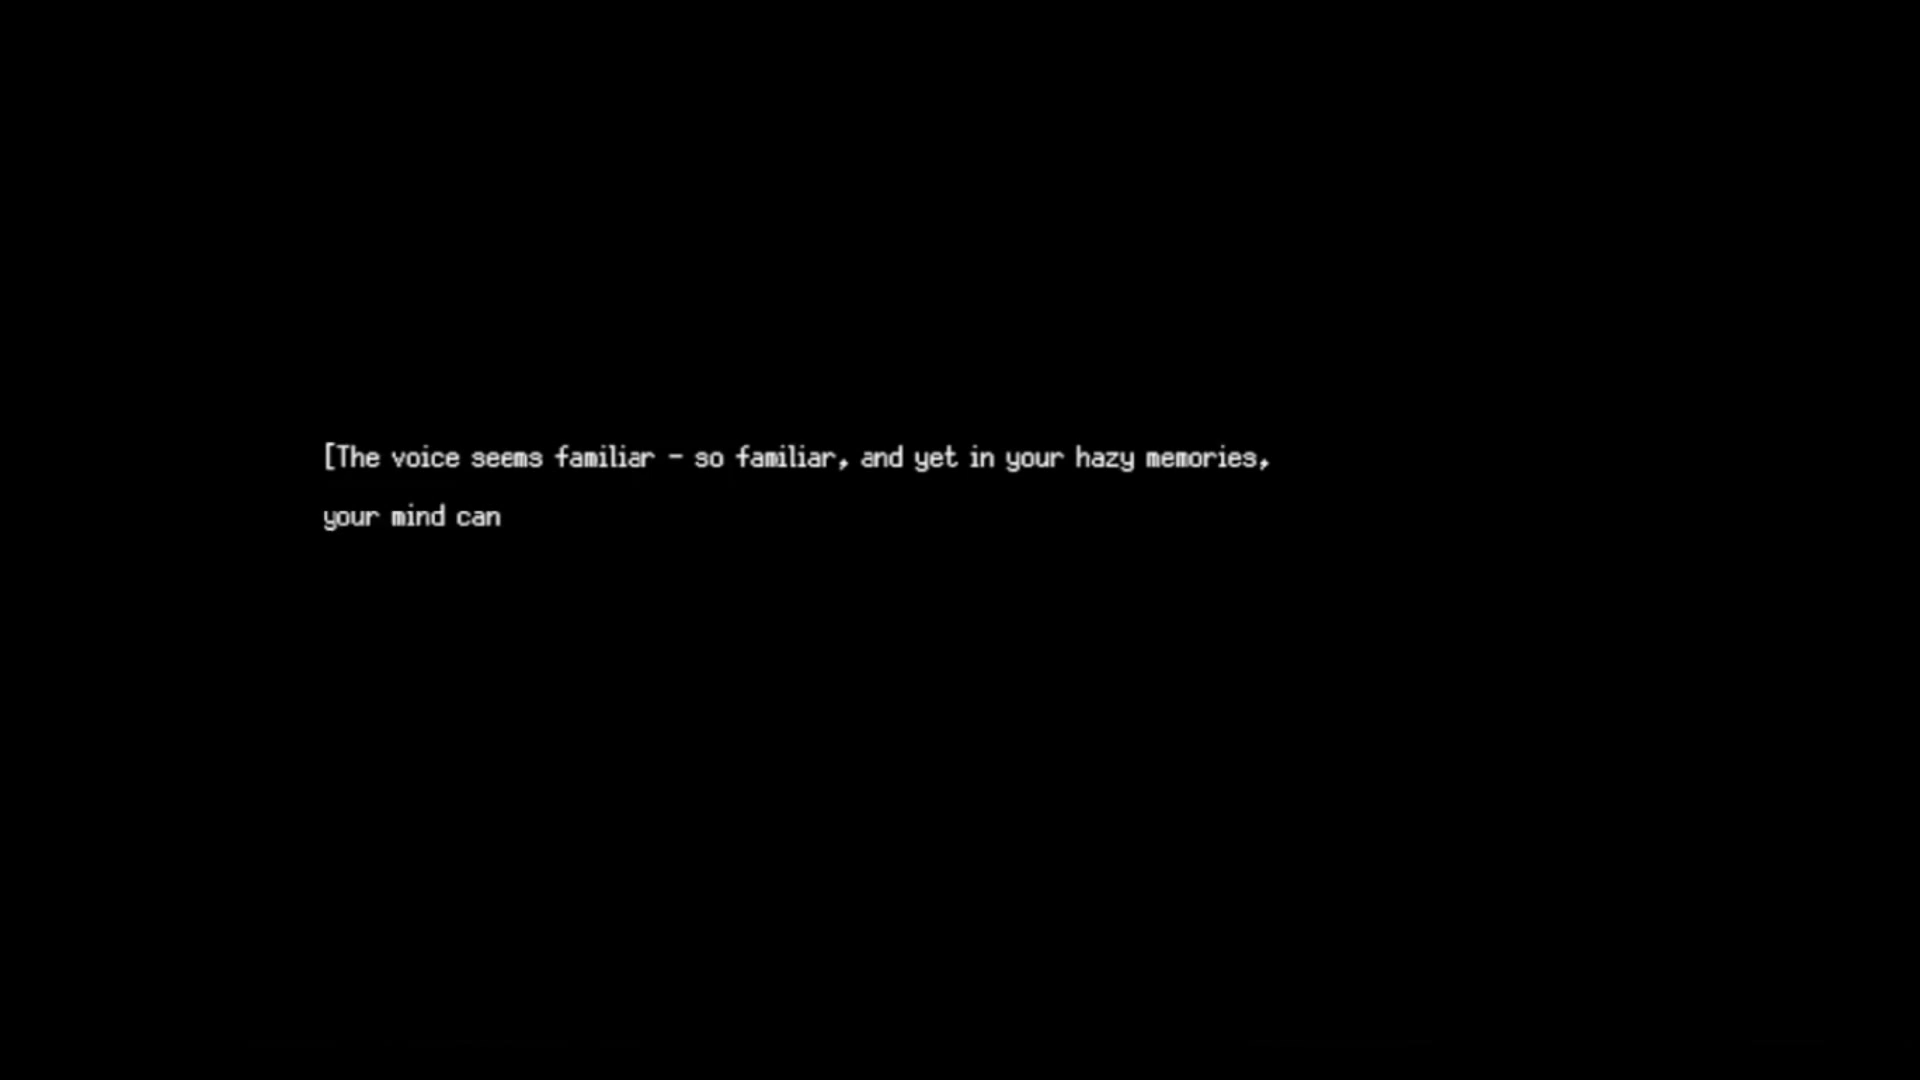 [The voice seems familiar - so familiar, and yet in your hazy memories,
your mind can